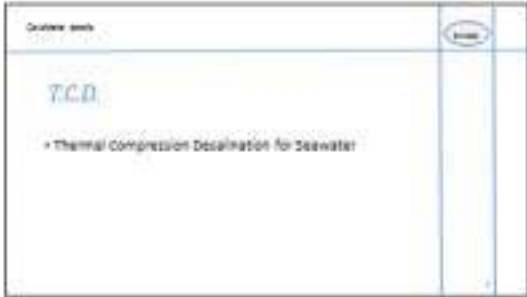 T.C.D.
• Thermal Compression Desalination for Seawater